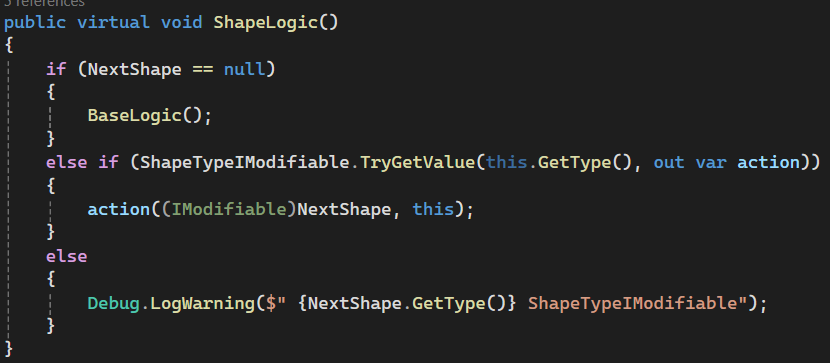 5 references
public virtual void ShapeLogic()
{
if (NextShape == null)
{
BaseLogic();
}
else if (ShapeTypeIModifiable.TryGetValue(this.GetType(), out var action))
{
action((IModifiable)NextShape, this);
}
else
{
Debug.LogWarning($" {NextShape.GetType()} ShapeTypeIModifiable");
}
}